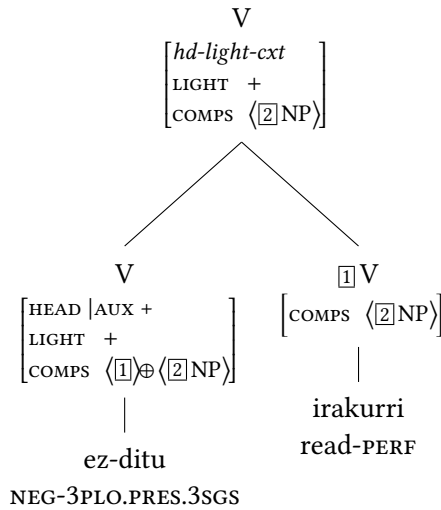 V
[hd-light-cxt
LIGHT +
COMPS ⟨[2]NP⟩]
V
[HEAD |AUX +
LIGHT +
COMPS ⟨[1]⟩⊕⟨[2]NP⟩]
[1]V
[COMPS ⟨[2]NP⟩]
ez-ditu
NEG-3PLO.PRES.3SGS
irakurri
read-PERF